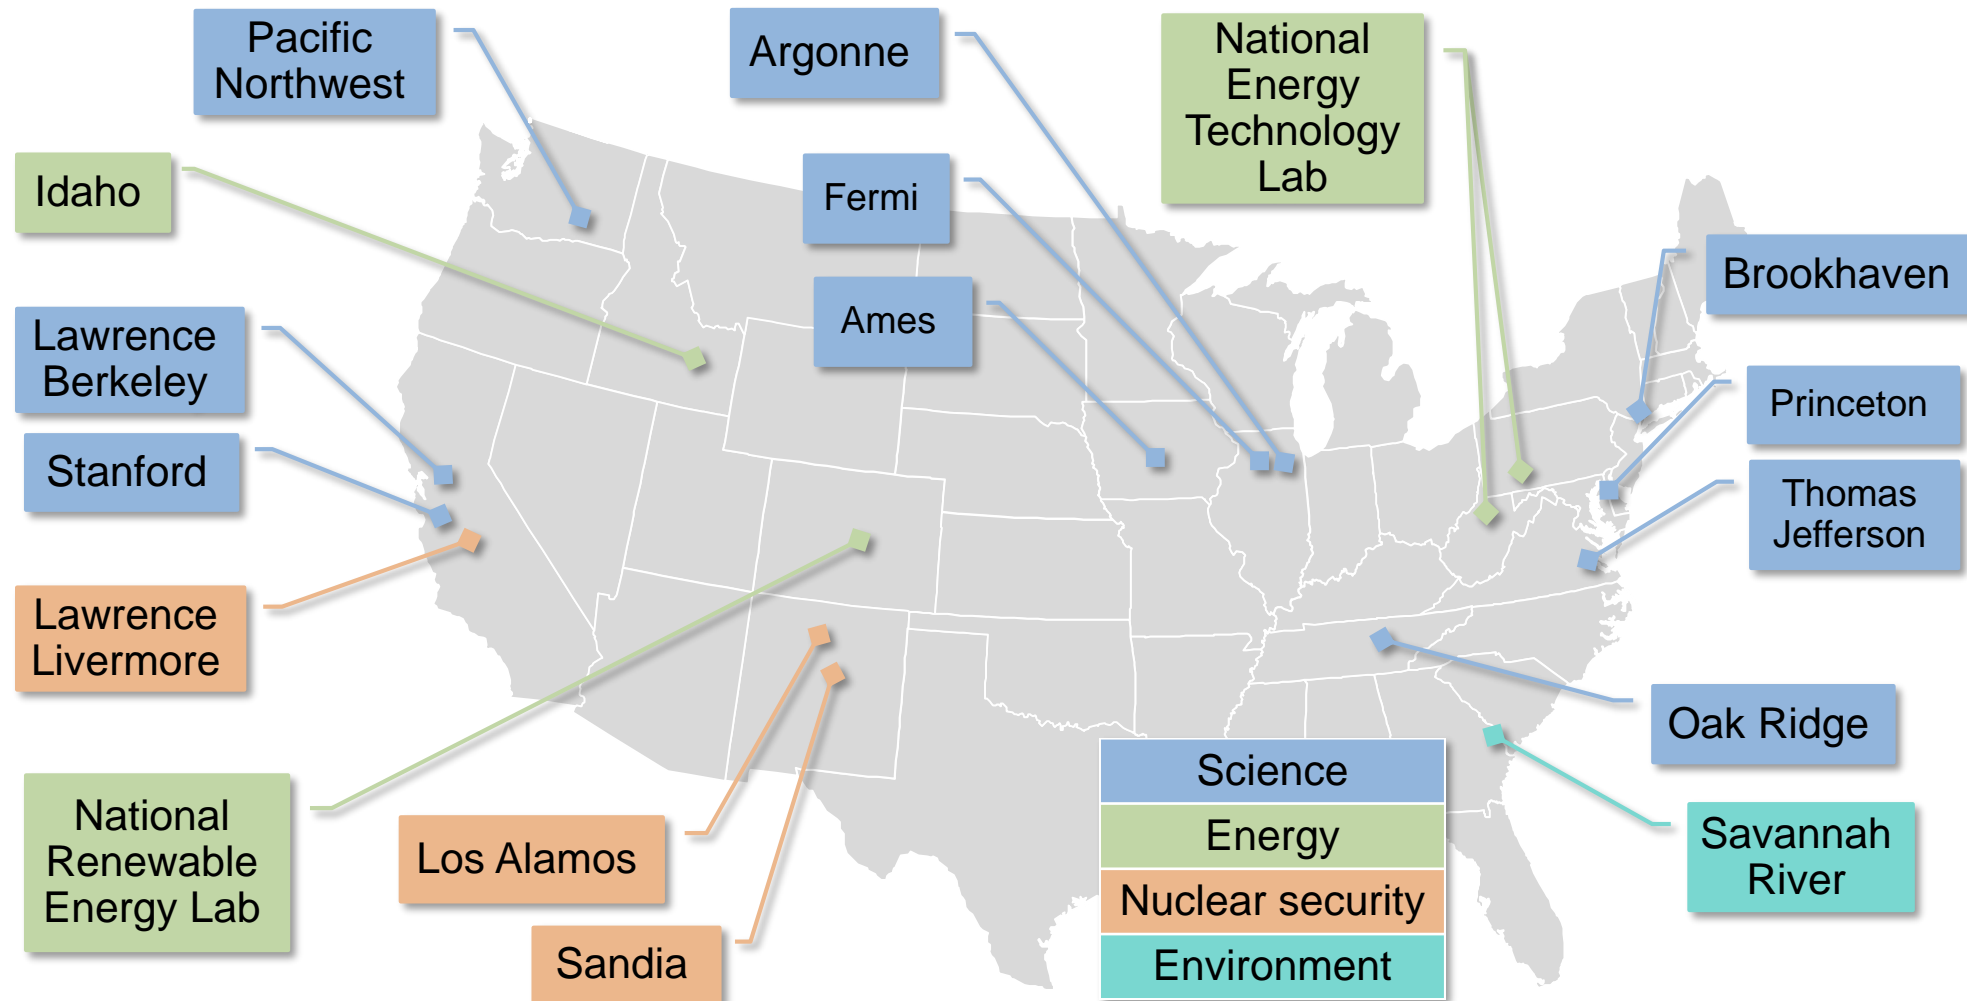 Pacific
Northwest
Argonne
National
Energy
Technology
Lab
Idaho
Fermi
Brookhaven
Lawrence
Berkeley
Ames
Princeton
Stanford
Thomas
Jefferson
Lawrence
Livermore
Oak Ridge
National
Renewable
Energy Lab
Los Alamos
Sandia
Science
Energy
Nuclear security
Environment
Savannah
River